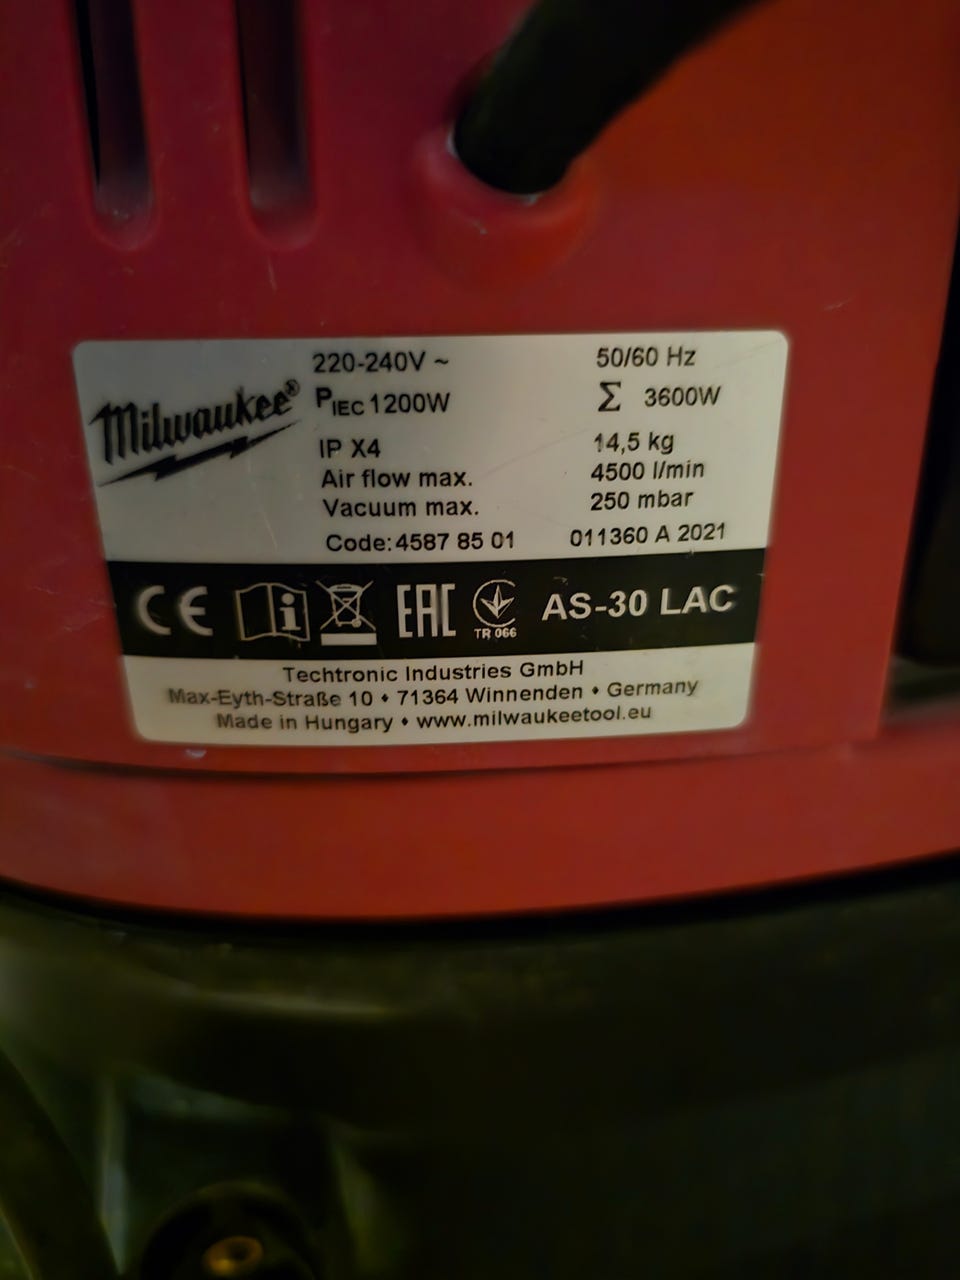 Milwaukee®
220-240V ~ 50/60 Hz
PIEC 1200W Σ 3600W
IP X4 14,5 kg
Air flow max. 4500 l/min
Vacuum max. 250 mbar
Code: 4587 85 01 011360 A 2021
CE i EAC TR 066 AS-30 LAC
Techtronic Industries GmbH
Max-Eyth-Straße 10 • 71364 Winnenden • Germany
Made in Hungary • www.milwaukeetool.eu